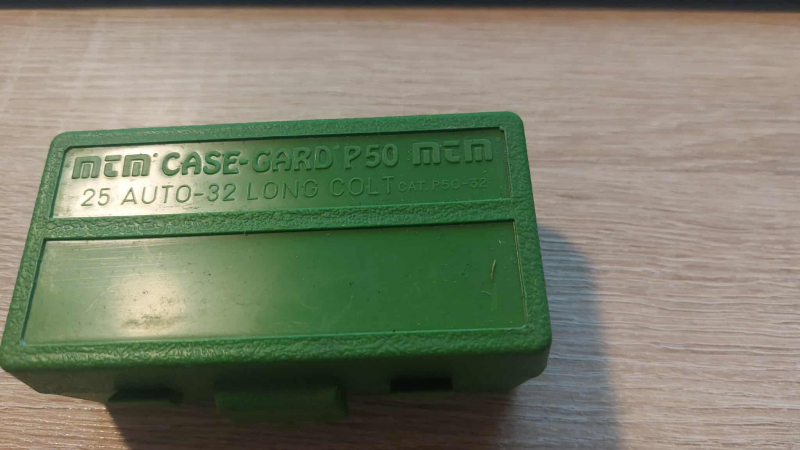 mtm® CASE-GARD® P50 mtm
25 AUTO-32 LONG COLT CAT. P50-32